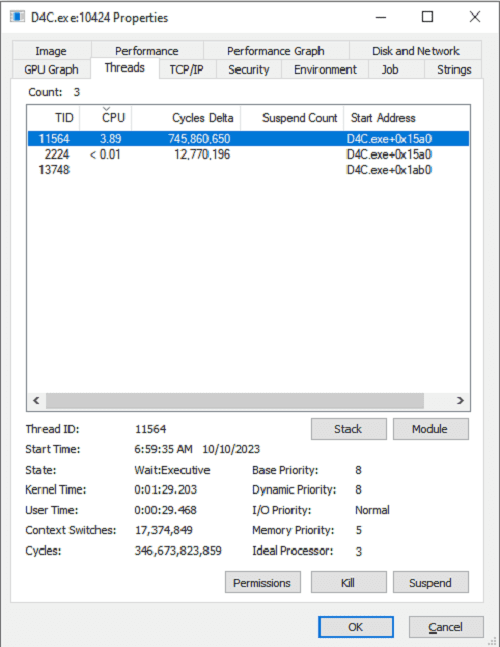 D4C.exe:10424 Properties
Image Performance Performance Graph Disk and Network
GPU Graph Threads TCP/IP Security Environment Job Strings
Count: 3
TID CPU Cycles Delta Suspend Count Start Address
11564 3.89 745,860,650 D4C.exe+0x15a0
2224 < 0.01 12,770,196 D4C.exe+0x15a0
13748 D4C.exe+0x1ab0
Thread ID: 11564 Stack Module
Start Time: 6:59:35 AM 10/10/2023
State: Wait:Executive Base Priority: 8
Kernel Time: 0:01:29.203 Dynamic Priority: 8
User Time: 0:00:29.468 I/O Priority: Normal
Context Switches: 17,374,849 Memory Priority: 5
Cycles: 346,673,823,859 Ideal Processor: 3
Permissions Kill Suspend
OK Cancel